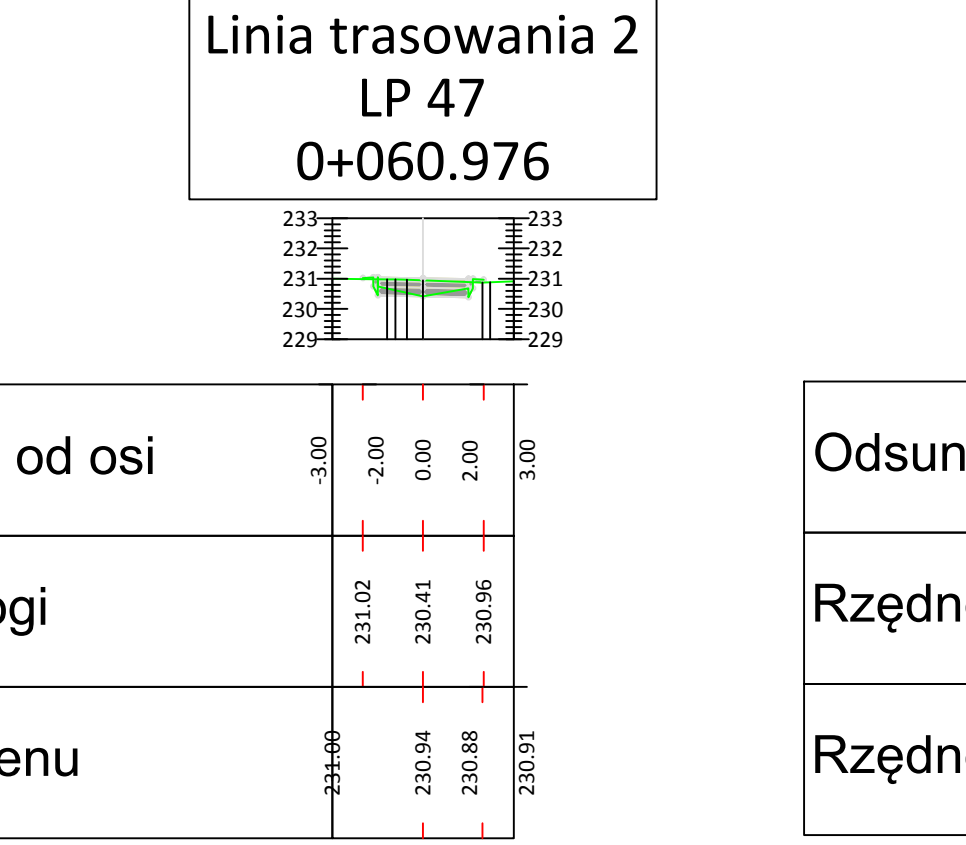 Linia trasowania 2
LP 47
0+060.976
233 233
232 232
231 231
230 230
229 229
od osi -3.00 -2.00 0.00 2.00 3.00 Odsun
ogi 231.02 230.41 230.96 Rzędn
enu 231.00 230.94 230.88 230.91 Rzędn